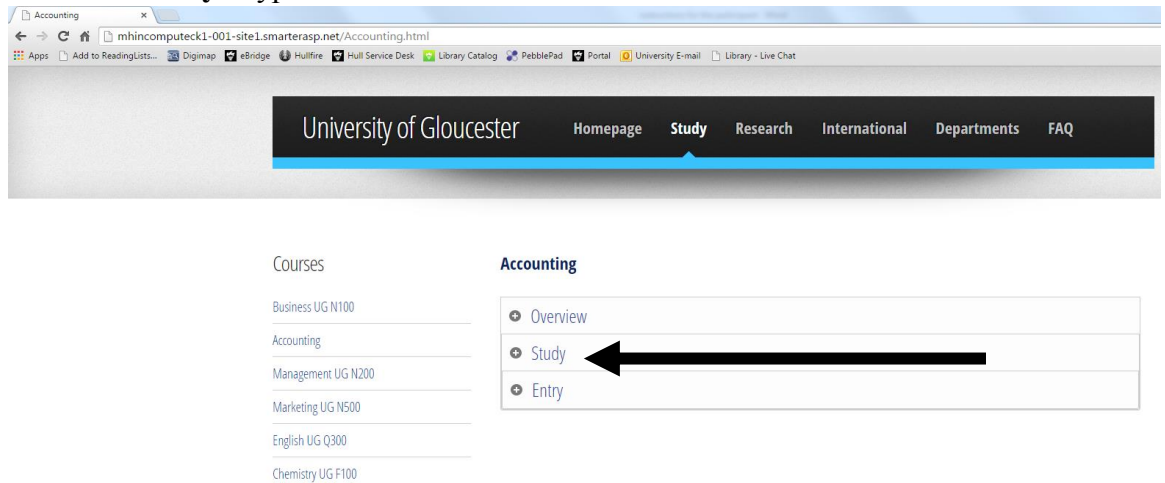 Accounting
mhincomputeck1-001-site1.smarterasp.net/Accounting.html
Apps Add to ReadingLists... Digimap eBridge Hullfire Hull Service Desk Library Catalog PebblePad Portal University E-mail Library - Live Chat
University of Gloucester Homepage Study Research International Departments FAQ
Courses
Business UG N100
Accounting
Management UG N200
Marketing UG N500
English UG Q300
Chemistry UG F100
Accounting
Overview
Study
Entry